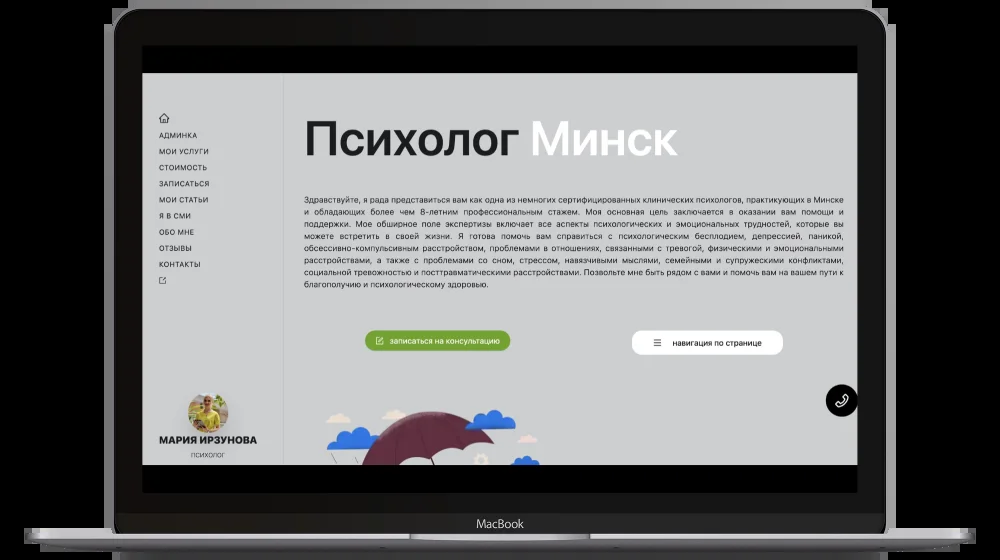 АДМИНКА
МОИ УСЛУГИ
СТОИМОСТЬ
ЗАПИСАТЬСЯ
МОИ СТАТЬИ
Я В СМИ
ОБО МНЕ
ОТЗЫВЫ
КОНТАКТЫ
МАРИЯ ИРЗУНОВА
ПСИХОЛОГ
Психолог Минск
Здравствуйте, я рада представиться вам как одна из немногих сертифицированных клинических психологов, практикующих в Минске
и обладающих более чем 8-летним профессиональным стажем. Моя основная цель заключается в оказании вам помощи и
поддержки. Мое обширное поле экспертизы включает все аспекты психологических и эмоциональных трудностей, которые вы
можете встретить в своей жизни. Я готова помочь вам справиться с психологическим бесплодием, депрессией, паникой,
обсессивно-компульсивным расстройством, проблемами в отношениях, связанными с тревогой, физическими и эмоциональными
расстройствами, а также с проблемами со сном, стрессом, навязчивыми мыслями, семейными и супружескими конфликтами,
социальной тревожностью и посттравматическими расстройствами. Позвольте мне быть рядом с вами и помочь вам на вашем пути к
благополучию и психологическому здоровью.
записаться на консультацию
навигация по странице
MacBook